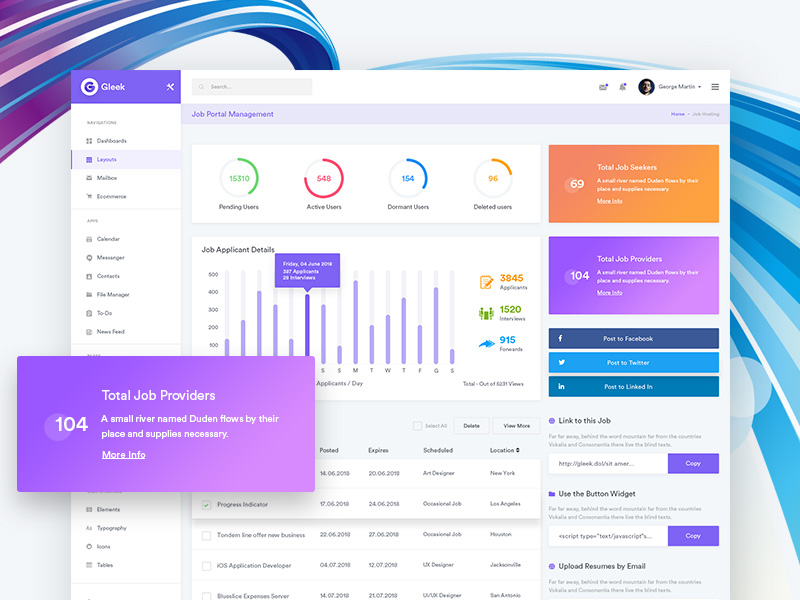 Gleek
Search...
George Martin
NAVIGATIONS
Dashboards
Layouts
Mailbox
Ecommerce
APPS
Calendar
Messanger
Contacts
File Manager
To-Do
News Feed
Elements
Typography
Icons
Tables
Job Portal Management
Home - Job Hosting
15310
Pending Users
548
Active Users
154
Dormant Users
96
Deleted users
69
Total Job Seekers
A small river named Duden flows by their
place and supplies necessary.
More Info
Job Applicant Details
Friday, 04 June 2018
387 Applicants
28 Interviews
500
400
300
200
100
S S M T W T F G S
Applicants / Day
3845
Applicants
1520
Interviews
915
Forwards
Total - Out of 5231 Views
104
Total Job Providers
A small river named Duden flows by their
place and supplies necessary.
More Info
Post to Facebook
Post to Twitter
Post to Linked In
104
Total Job Providers
A small river named Duden flows by their
place and supplies necessary.
More Info
Select All
Delete
View More
Posted Expires Scheduled Location
14.06.2018 20.06.2018 Art Designer New York
Progress Indicator 17.06.2018 24.06.2018 Occasional Job Los Angeles
Tondem line offer new business 22.06.2018 27.06.2018 Occasional Job Houston
iOS Application Developer 04.07.2018 12.07.2018 UX Designer Jacksonville
Blueslice Expenses Server 14.07.2018 21.07.2018 UI/UX Designer San Antonio
Link to this Job
Far far away, behind the word mountain far from the countries
Vokalia and Consonantia there live the blind texts.
http://gleek.do/sit amer...
Copy
Use the Button Widget
Far far away, behind the word mountain far from the countries
Vokalia and Consonantia there live the blind texts.
<script type="text/javascript"s...
Copy
Upload Resumes by Email
Far far away, behind the word mountain far from the countries
Vokalia and Consonantia there live the blind texts.